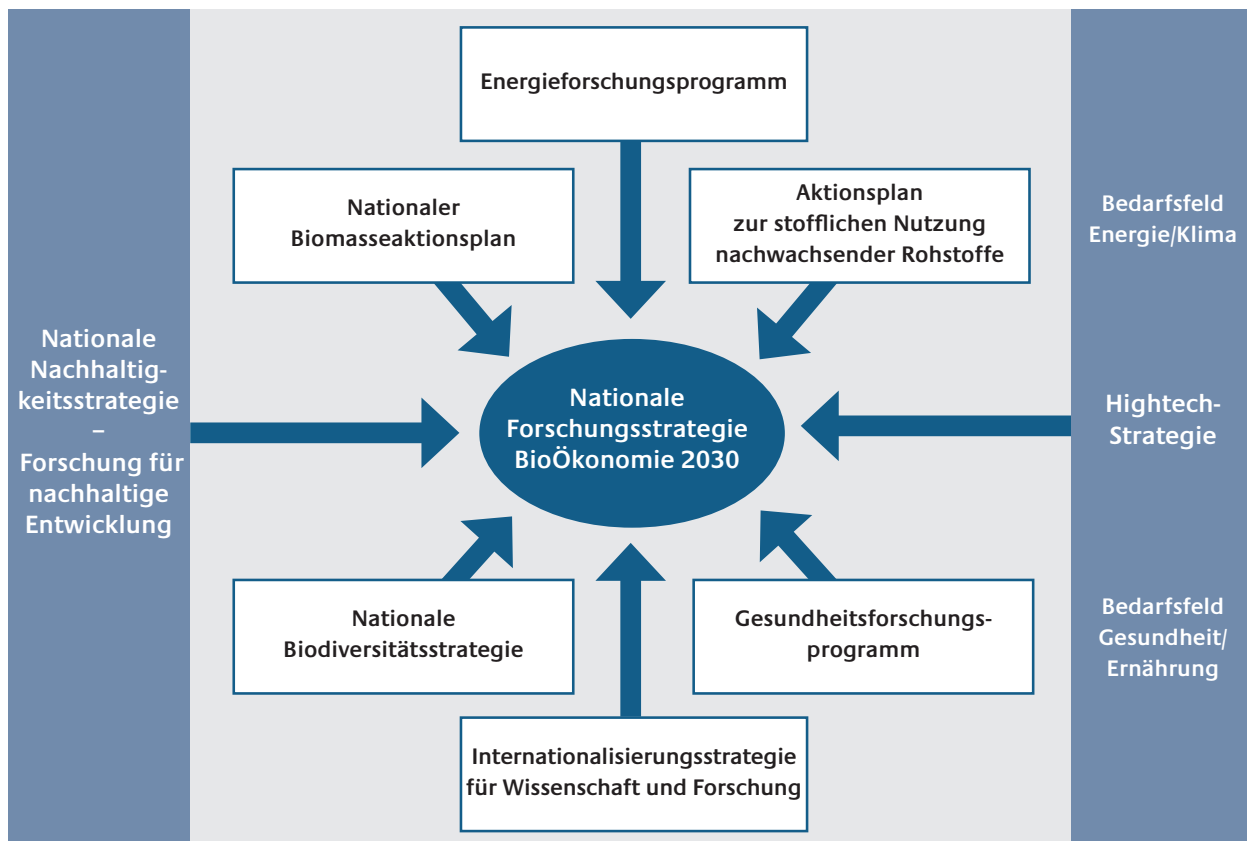 Energieforschungsprogramm
Nationaler
Biomasseaktionsplan
Aktionsplan
zur stofflichen Nutzung
nachwachsender Rohstoffe
Bedarfsfeld
Energie/Klima
Nationale
Nachhaltig-
keitsstrategie
–
Forschung für
nachhaltige
Entwicklung
Nationale
Forschungsstrategie
BioÖkonomie 2030
Hightech-
Strategie
Nationale
Biodiversitätsstrategie
Gesundheitsforschungs-
programm
Bedarfsfeld
Gesundheit/
Ernährung
Internationalisierungsstrategie
für Wissenschaft und Forschung